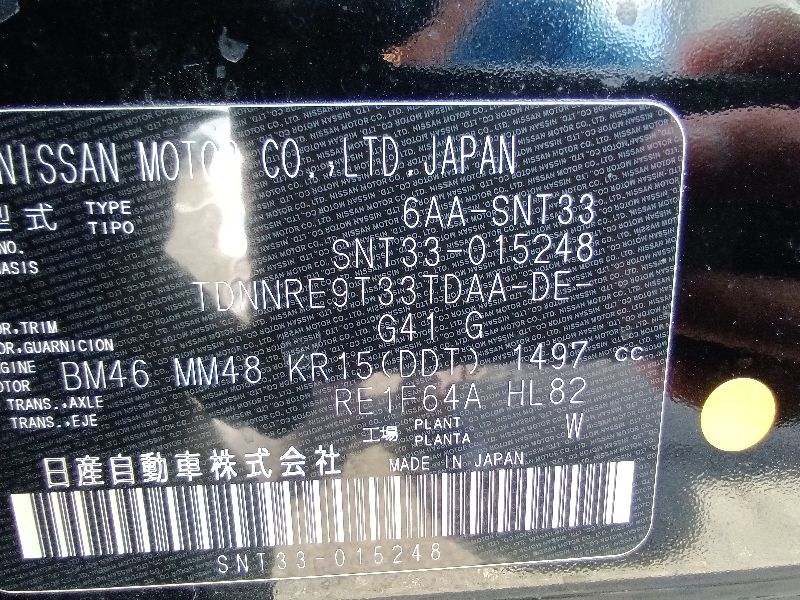 NISSAN MOTOR CO.,LTD.JAPAN
型式 TYPE TIPO 6AA-SNT33
NO. SNT33-015248
ASIS
TDNNRE9T33TDAA-DE-
OR.TRIM G41 G
OR.GUARNICION
GINE BM46 MM48 KR15(DDT) 1497 cc
OTOR
TRANS.,AXLE RE1F64A HL82
TRANS.,EJE
工場 PLANT PLANTA W
日産自動車株式会社 MADE IN JAPAN
SNT33-015248